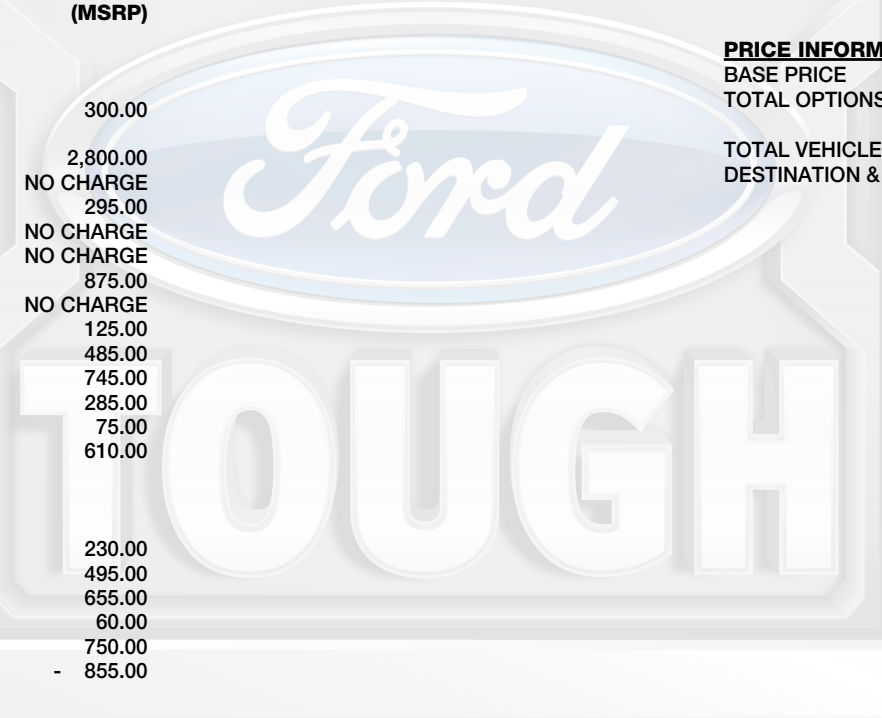 (MSRP)
300.00
2,800.00
NO CHARGE
295.00
NO CHARGE
NO CHARGE
875.00
NO CHARGE
125.00
485.00
745.00
285.00
75.00
610.00
230.00
495.00
655.00
60.00
750.00
- 855.00
PRICE INFORM
BASE PRICE
TOTAL OPTIONS
TOTAL VEHICLE
DESTINATION &
Ford
TOUGH